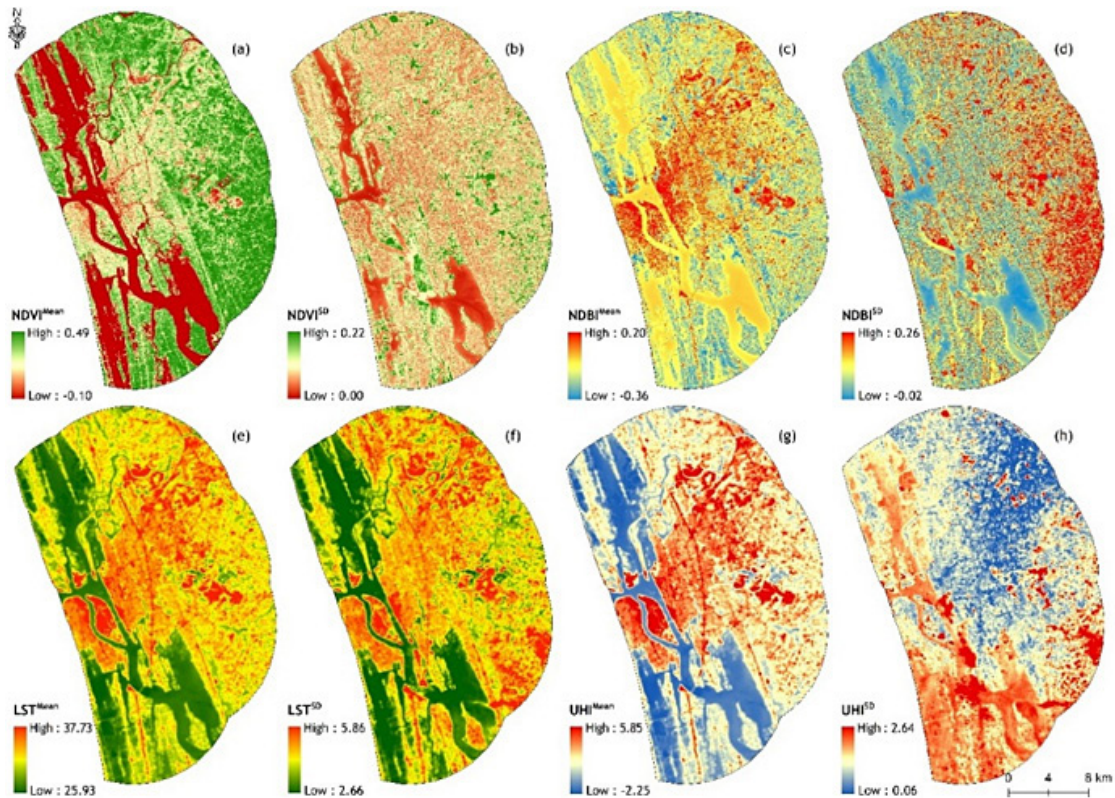 N
(a)
(b)
(c)
(d)
NDVI^Mean
High : 0.49
Low : -0.10
NDVI^SD
High : 0.22
Low : 0.00
NDBI^Mean
High : 0.20
Low : -0.36
NDBI^SD
High : 0.26
Low : -0.02
(e)
(f)
(g)
(h)
LST^Mean
High : 37.73
Low : 25.93
LST^SD
High : 5.86
Low : 2.66
UHI^Mean
High : 5.85
Low : -2.25
UHI^SD
High : 2.64
Low : 0.06
0 4 8 km